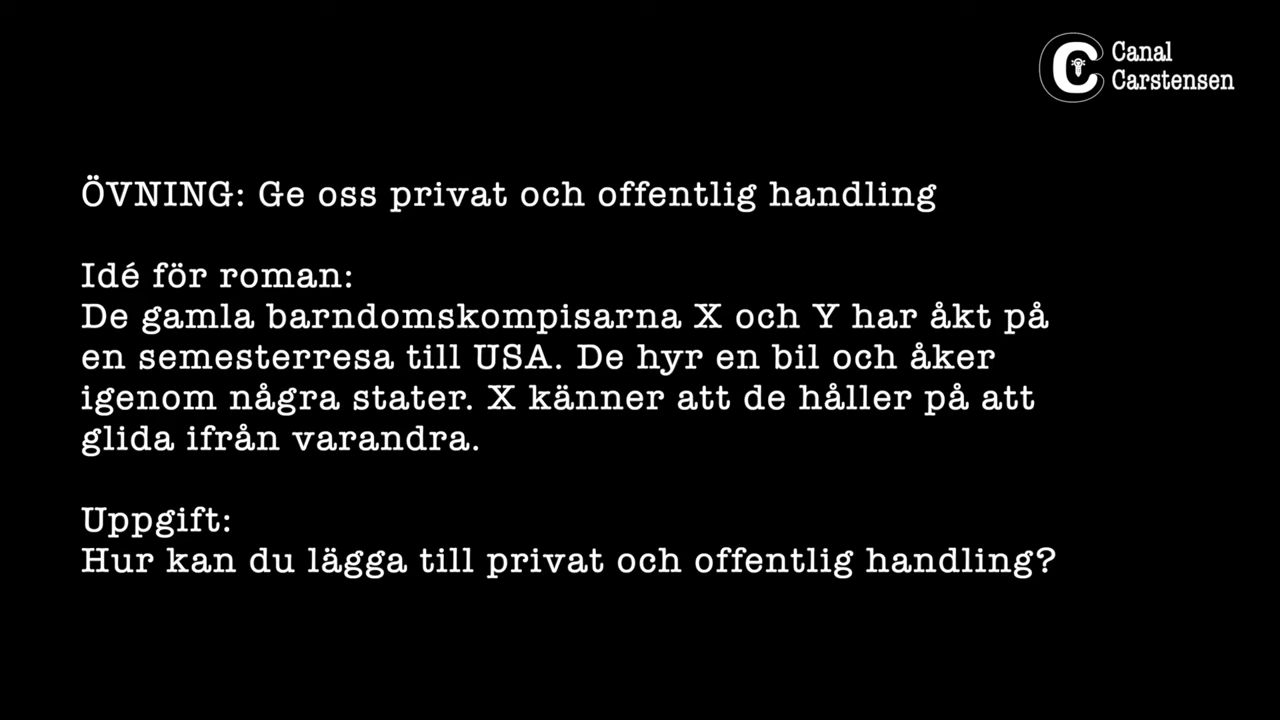 Canal
Carstensen
ÖVNING: Ge oss privat och offentlig handling
Idé för roman:
De gamla barndomskompisarna X och Y har åkt på
en semesterresa till USA. De hyr en bil och åker
igenom några stater. X känner att de håller på att
glida ifrån varandra.
Uppgift:
Hur kan du lägga till privat och offentlig handling?